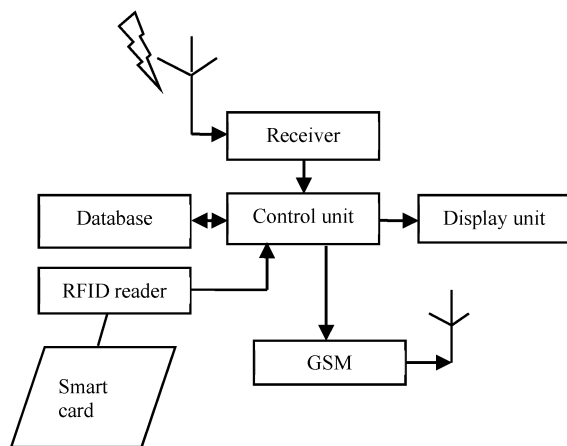 Receiver
Database
Control unit
Display unit
RFID reader
GSM
Smart
card